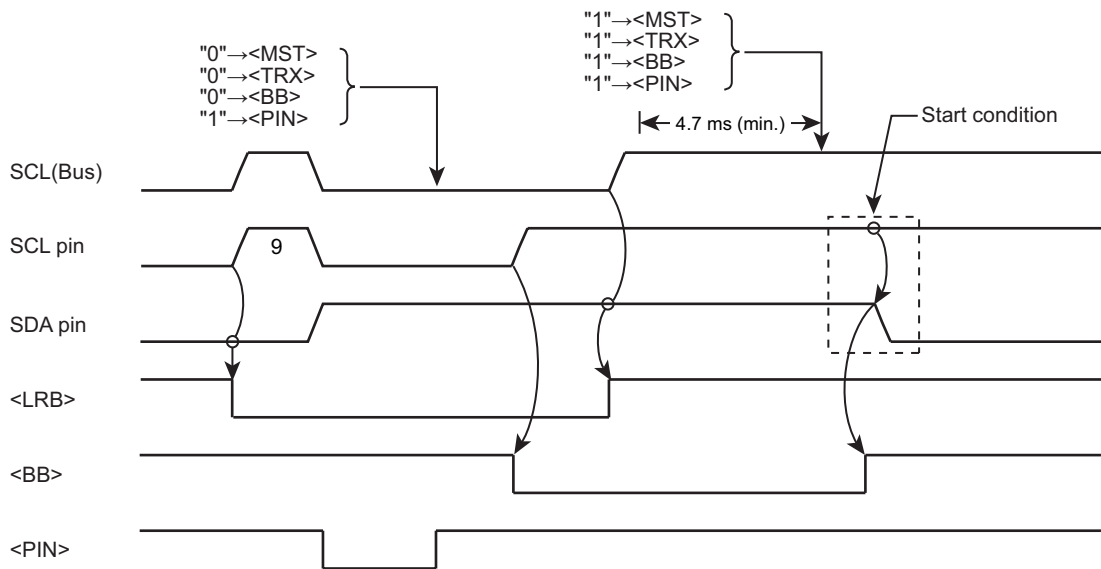 "0"→<MST>
"0"→<TRX>
"0"→<BB>
"1"→<PIN>
"1"→<MST>
"1"→<TRX>
"1"→<BB>
"1"→<PIN>
4.7 ms (min.)
Start condition
SCL(Bus)
SCL pin
9
SDA pin
<LRB>
<BB>
<PIN>